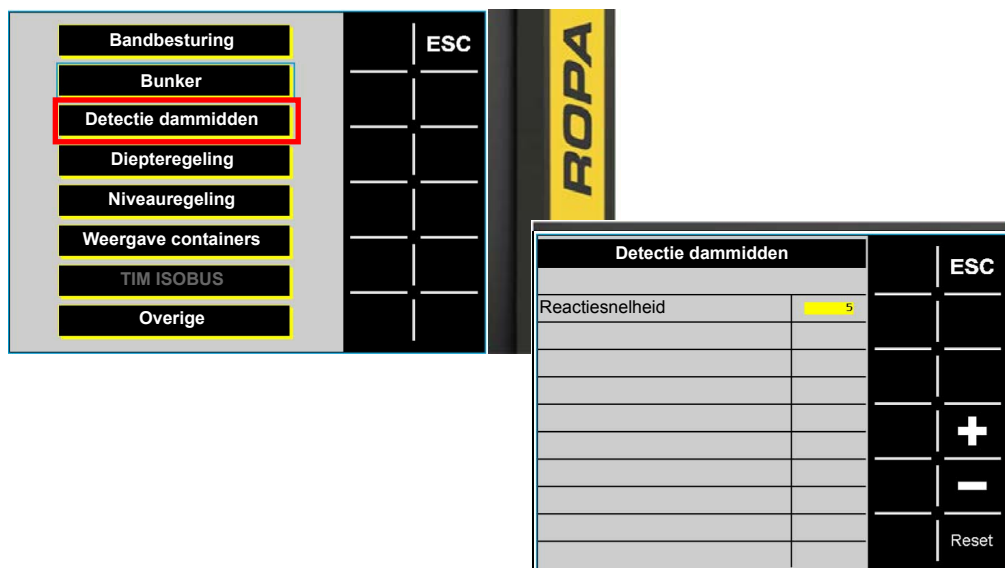 Bandbesturing
ESC
Bunker
Detectie dammidden
Diepteregeling
Niveauregeling
Weergave containers
TIM ISOBUS
Overige
ROPA
Detectie dammidden
ESC
Reactiesnelheid 5
+
-
Reset